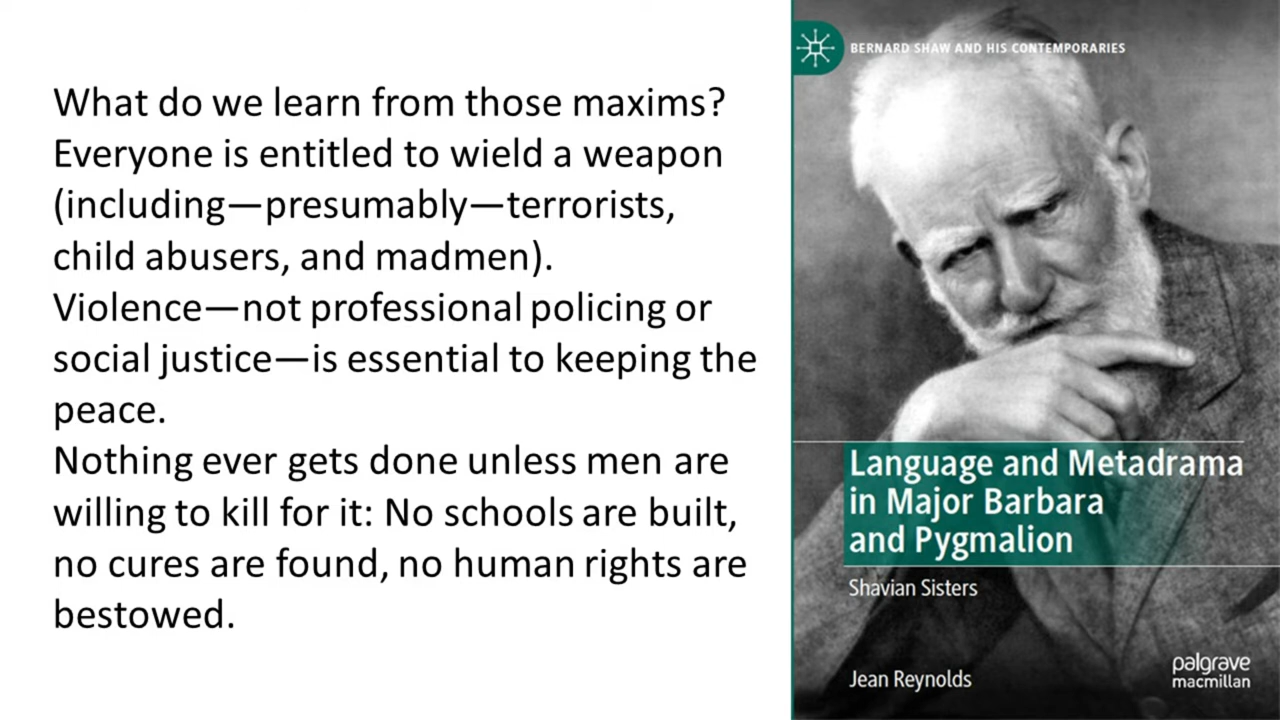 What do we learn from those maxims?
Everyone is entitled to wield a weapon
(including—presumably—terrorists,
child abusers, and madmen).
Violence—not professional policing or
social justice—is essential to keeping the
peace.
Nothing ever gets done unless men are
willing to kill for it: No schools are built,
no cures are found, no human rights are
bestowed.
BERNARD SHAW AND HIS CONTEMPORARIES
Language and Metadrama
in Major Barbara
and Pygmalion
Shavian Sisters
Jean Reynolds
palgrave
macmillan